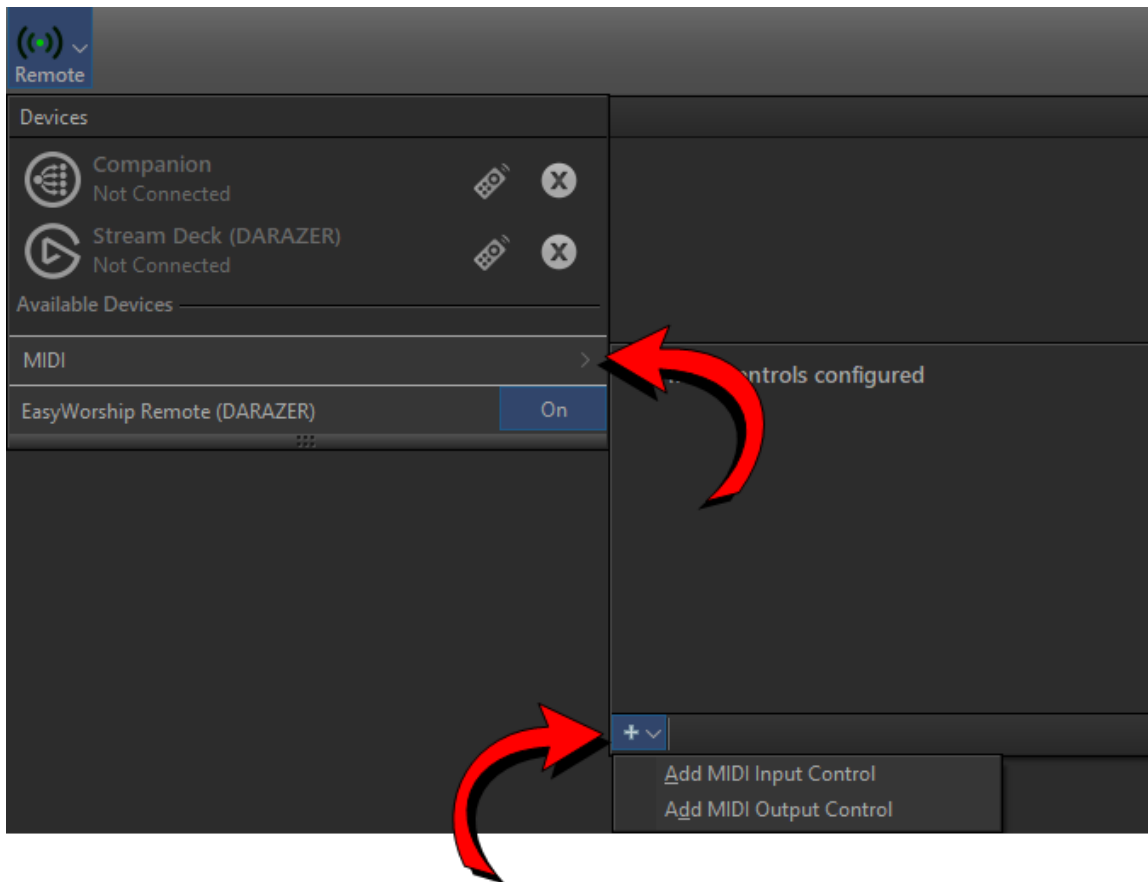 Remote
Devices
Companion
Not Connected
Stream Deck (DARAZER)
Not Connected
Available Devices
MIDI
controls configured
EasyWorship Remote (DARAZER)
On
Add MIDI Input Control
Add MIDI Output Control